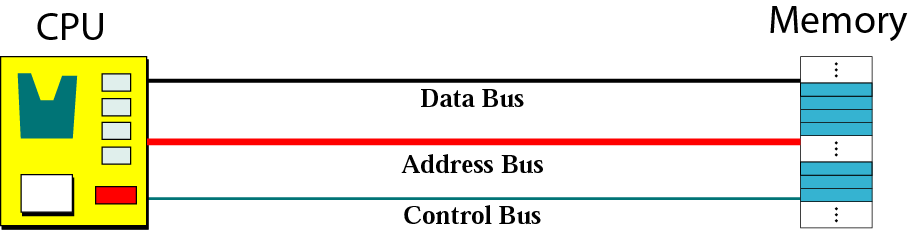 CPU
Memory
Data Bus
Address Bus
Control Bus